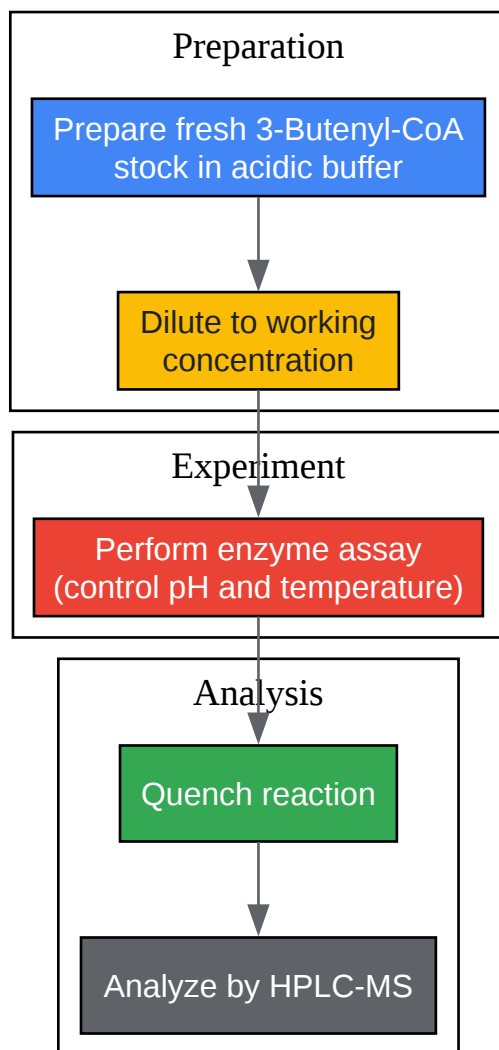 Preparation
Prepare fresh 3-Butenyl-CoA
stock in acidic buffer
Dilute to working
concentration
Experiment
Perform enzyme assay
(control pH and temperature)
Analysis
Quench reaction
Analyze by HPLC-MS